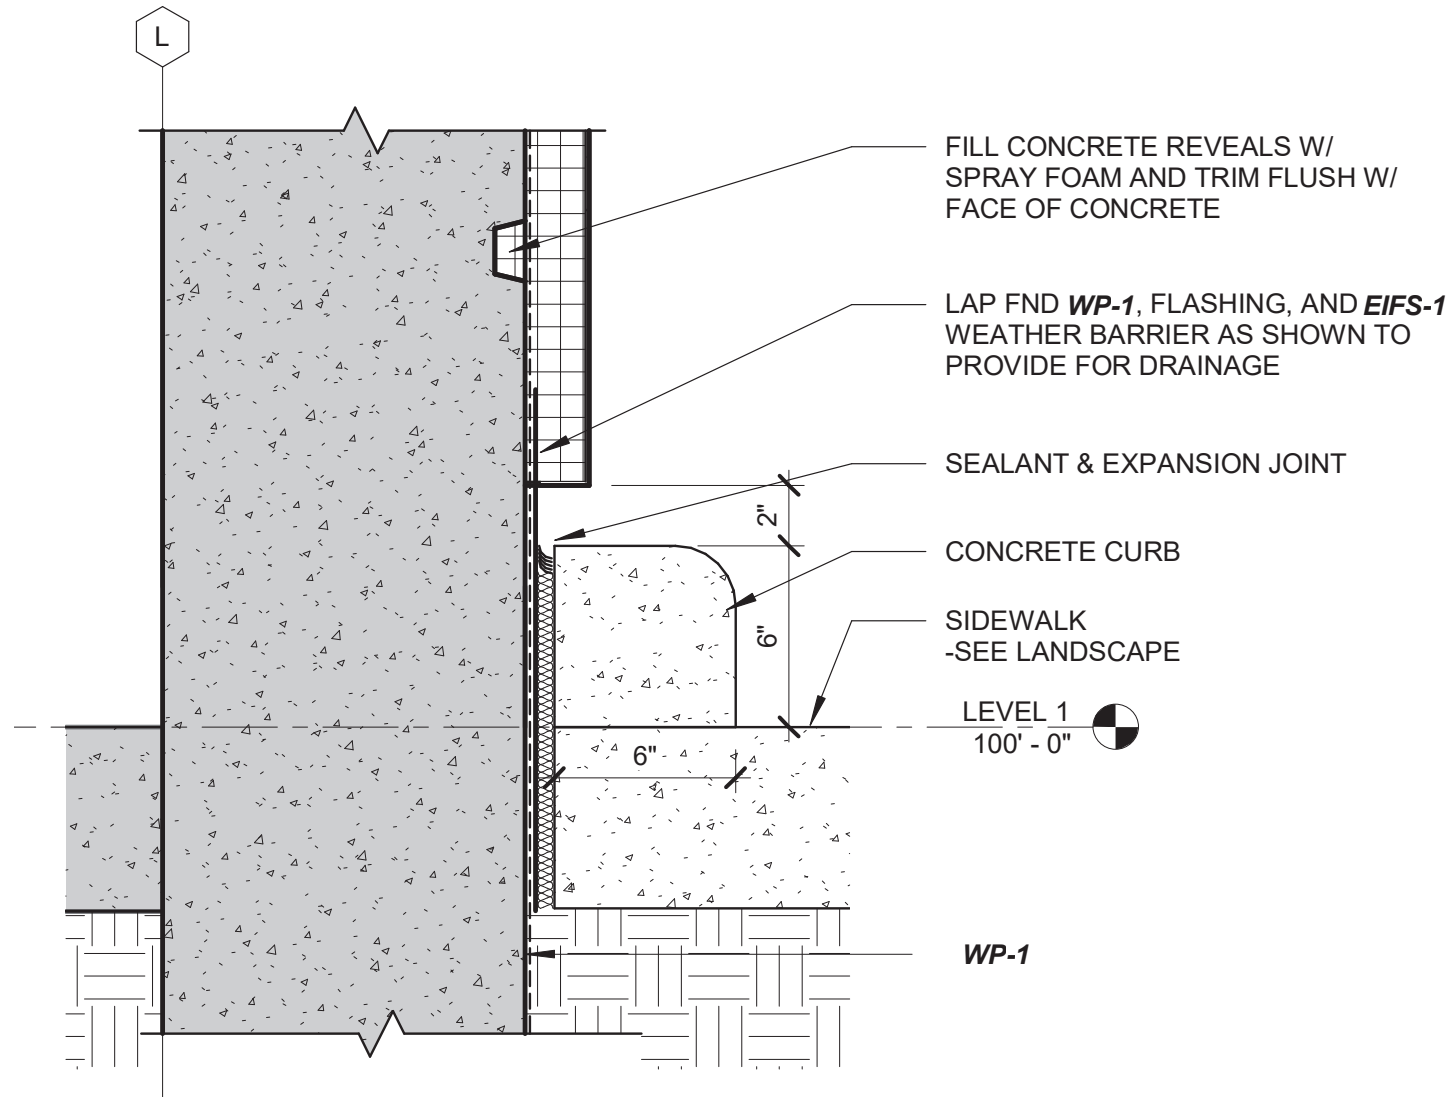 L
FILL CONCRETE REVEALS W/
SPRAY FOAM AND TRIM FLUSH W/
FACE OF CONCRETE
LAP FND WP-1, FLASHING, AND EIFS-1
WEATHER BARRIER AS SHOWN TO
PROVIDE FOR DRAINAGE
SEALANT & EXPANSION JOINT
2"
CONCRETE CURB
6"
SIDEWALK
-SEE LANDSCAPE
LEVEL 1
100' - 0"
6"
WP-1